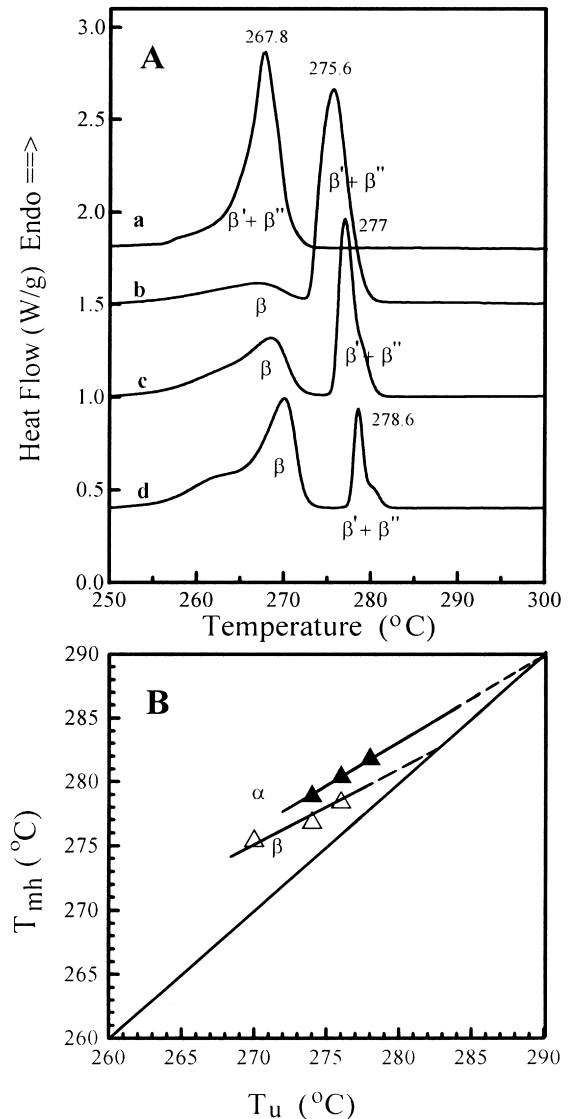 3.0
A
267.8
275.6
2.5
β' + β''
2.0
a
β' + β''
277
1.5
b
β
β' + β''
c
β
1.0
278.6
β
0.5
d
β' + β''
0.0
250 260 270 280 290 300
Temperature (°C)
Heat Flow (W/g) Endo ==>
290
B
285
α
280
275
β
270
265
260
260 265 270 275 280 285 290
T_mh (°C)
T_u (°C)